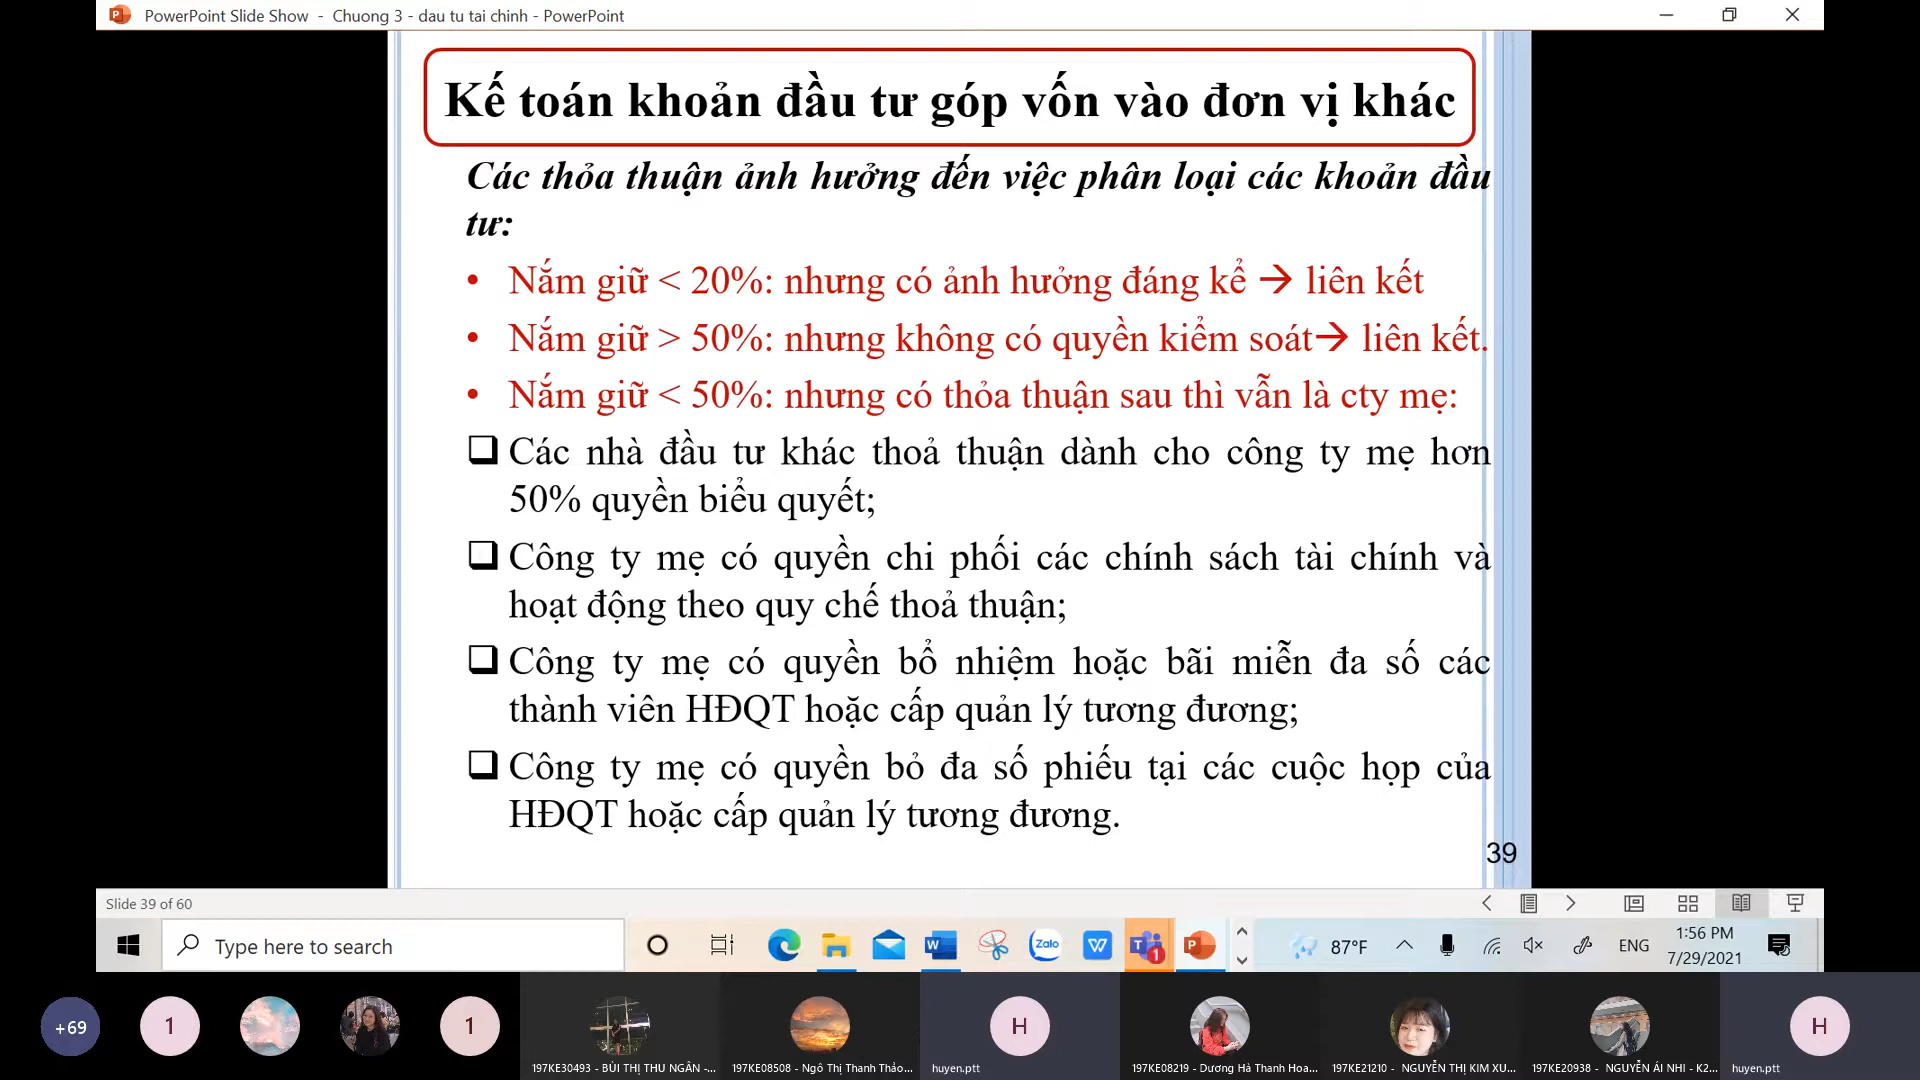 PowerPoint Slide Show - Chuong 3 - dau tu tai chinh - PowerPoint
Kế toán khoản đầu tư góp vốn vào đơn vị khác
Các thỏa thuận ảnh hưởng đến việc phân loại các khoản đầu
tư:
• Nắm giữ < 20%: nhưng có ảnh hưởng đáng kể → liên kết
• Nắm giữ > 50%: nhưng không có quyền kiểm soát→ liên kết.
• Nắm giữ < 50%: nhưng có thỏa thuận sau thì vẫn là cty mẹ:
❑ Các nhà đầu tư khác thoả thuận dành cho công ty mẹ hơn
50% quyền biểu quyết;
❑ Công ty mẹ có quyền chi phối các chính sách tài chính và
hoạt động theo quy chế thoả thuận;
❑ Công ty mẹ có quyền bổ nhiệm hoặc bãi miễn đa số các
thành viên HĐQT hoặc cấp quản lý tương đương;
❑ Công ty mẹ có quyền bỏ đa số phiếu tại các cuộc họp của
HĐQT hoặc cấp quản lý tương đương.
39
Slide 39 of 60
Type here to search
Zalo
1
87°F
ENG
1:56 PM
7/29/2021
+69
1
1
H
H
197KE30493 - BÙI THỊ THU NGÂN -...
197KE08508 - Ngô Thị Thanh Thảo...
huyen.ptt
197KE08219 - Dương Hà Thanh Hoa...
197KE21210 - NGUYỄN THỊ KIM XU...
197KE20938 - NGUYỄN ÁI NHI - K2...
huyen.ptt